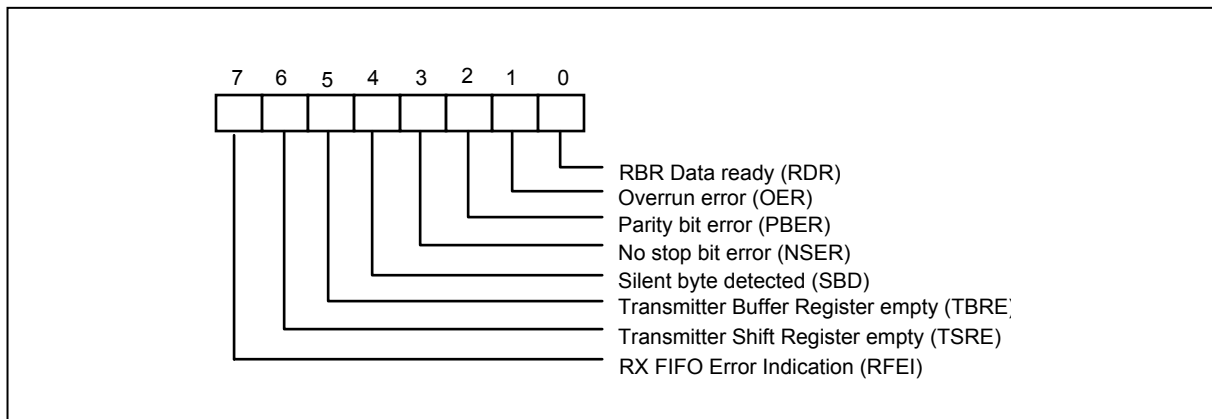 7 6 5 4 3 2 1 0
RBR Data ready (RDR)
Overrun error (OER)
Parity bit error (PBER)
No stop bit error (NSER)
Silent byte detected (SBD)
Transmitter Buffer Register empty (TBRE)
Transmitter Shift Register empty (TSRE)
RX FIFO Error Indication (RFEI)